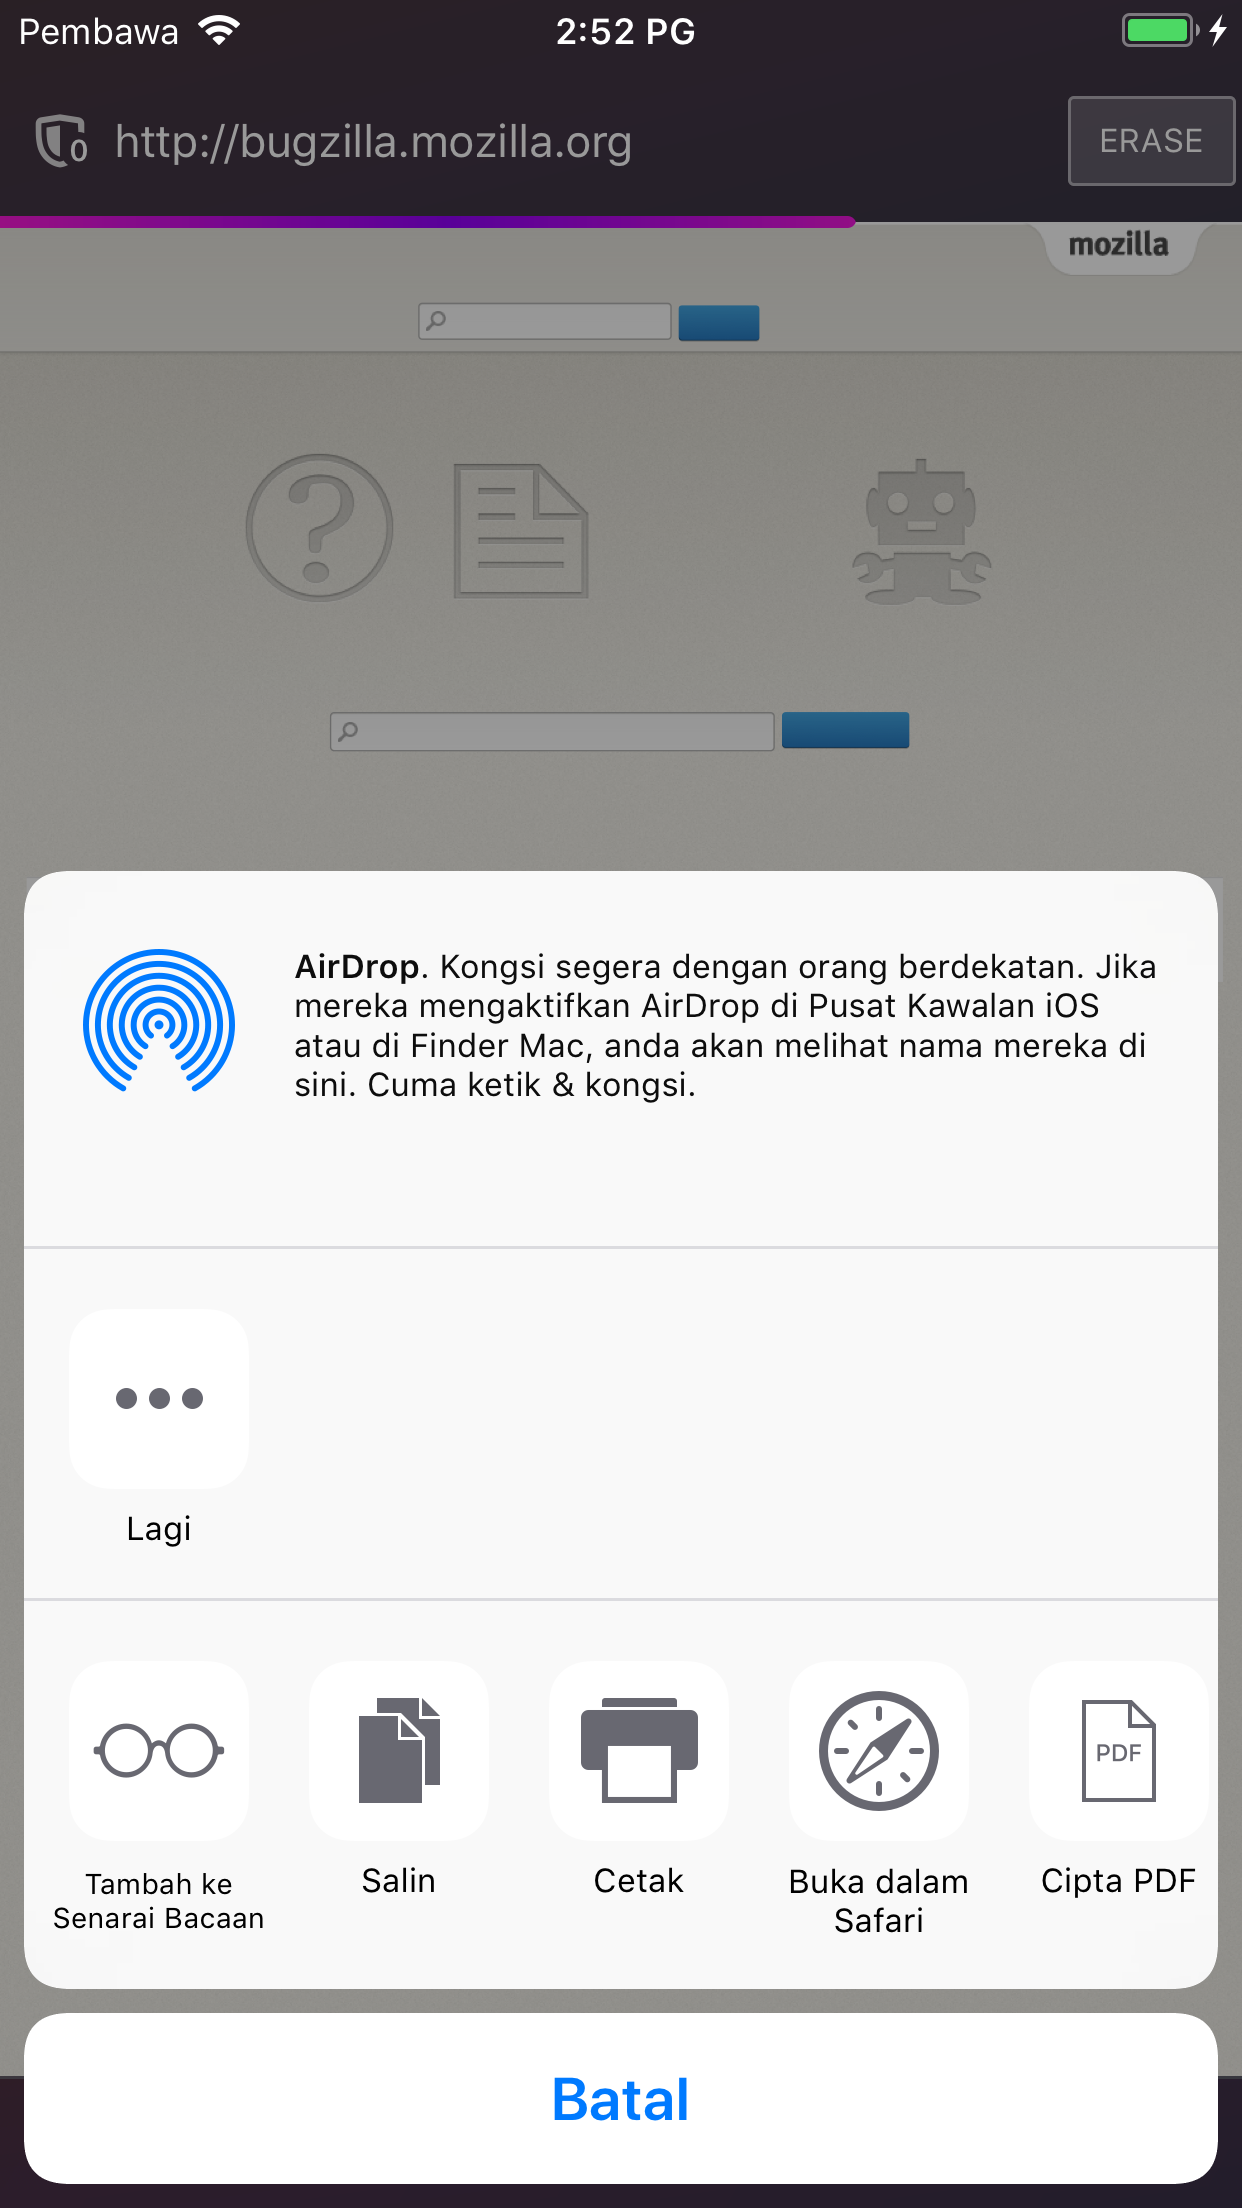 Pembawa 2:52 PG
0 http://bugzilla.mozilla.org ERASE
mozilla
AirDrop. Kongsi segera dengan orang berdekatan. Jika
mereka mengaktifkan AirDrop di Pusat Kawalan iOS
atau di Finder Mac, anda akan melihat nama mereka di
sini. Cuma ketik & kongsi.
Lagi
PDF
Tambah ke
Senarai Bacaan
Salin
Cetak
Buka dalam
Safari
Cipta PDF
Batal